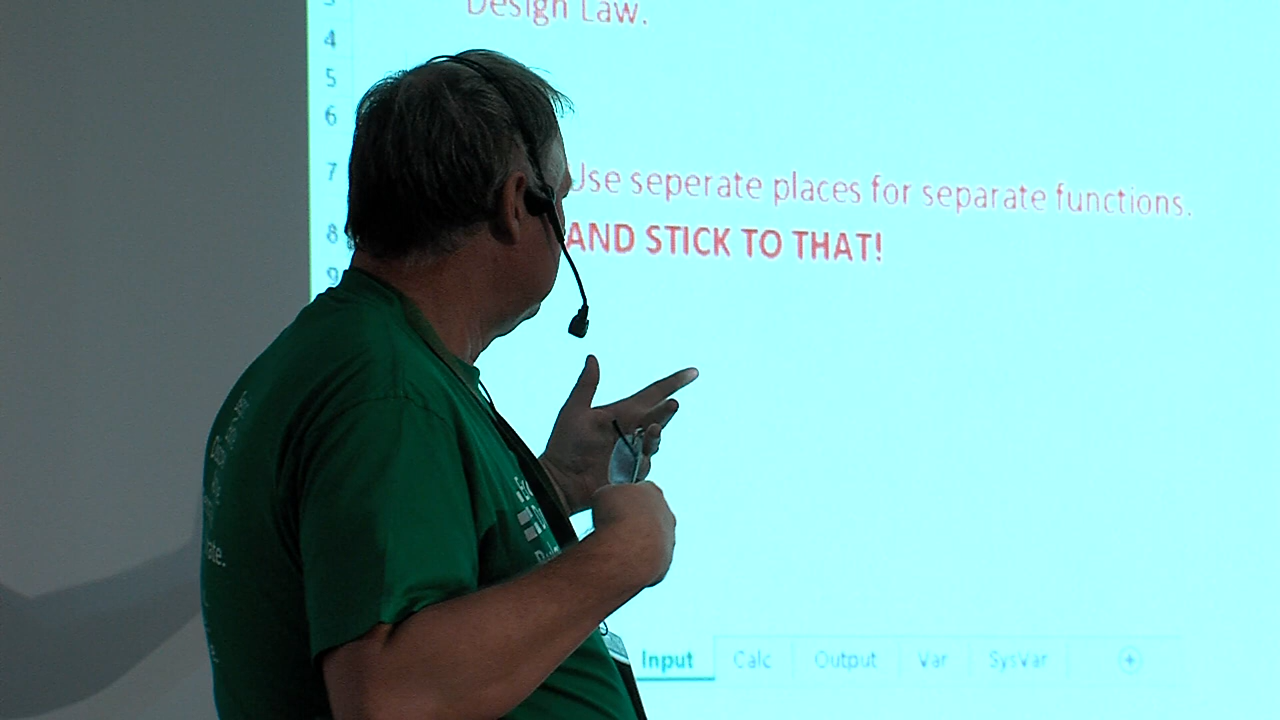 Design Law.
4
5
6
7
Use seperate places for separate functions.
8
AND STICK TO THAT!
9
Input Calc Output Var SysVar